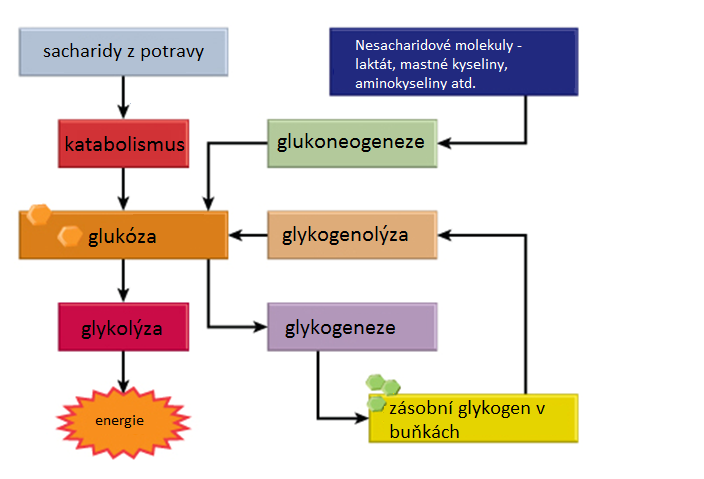 sacharidy z potravy
Nesacharidové molekuly -
laktát, mastné kyseliny,
aminokyseliny atd.
katabolismus
glukoneogeneze
glukóza
glykogenolýza
glykolýza
glykogeneze
energie
zásobní glykogen v
buňkách